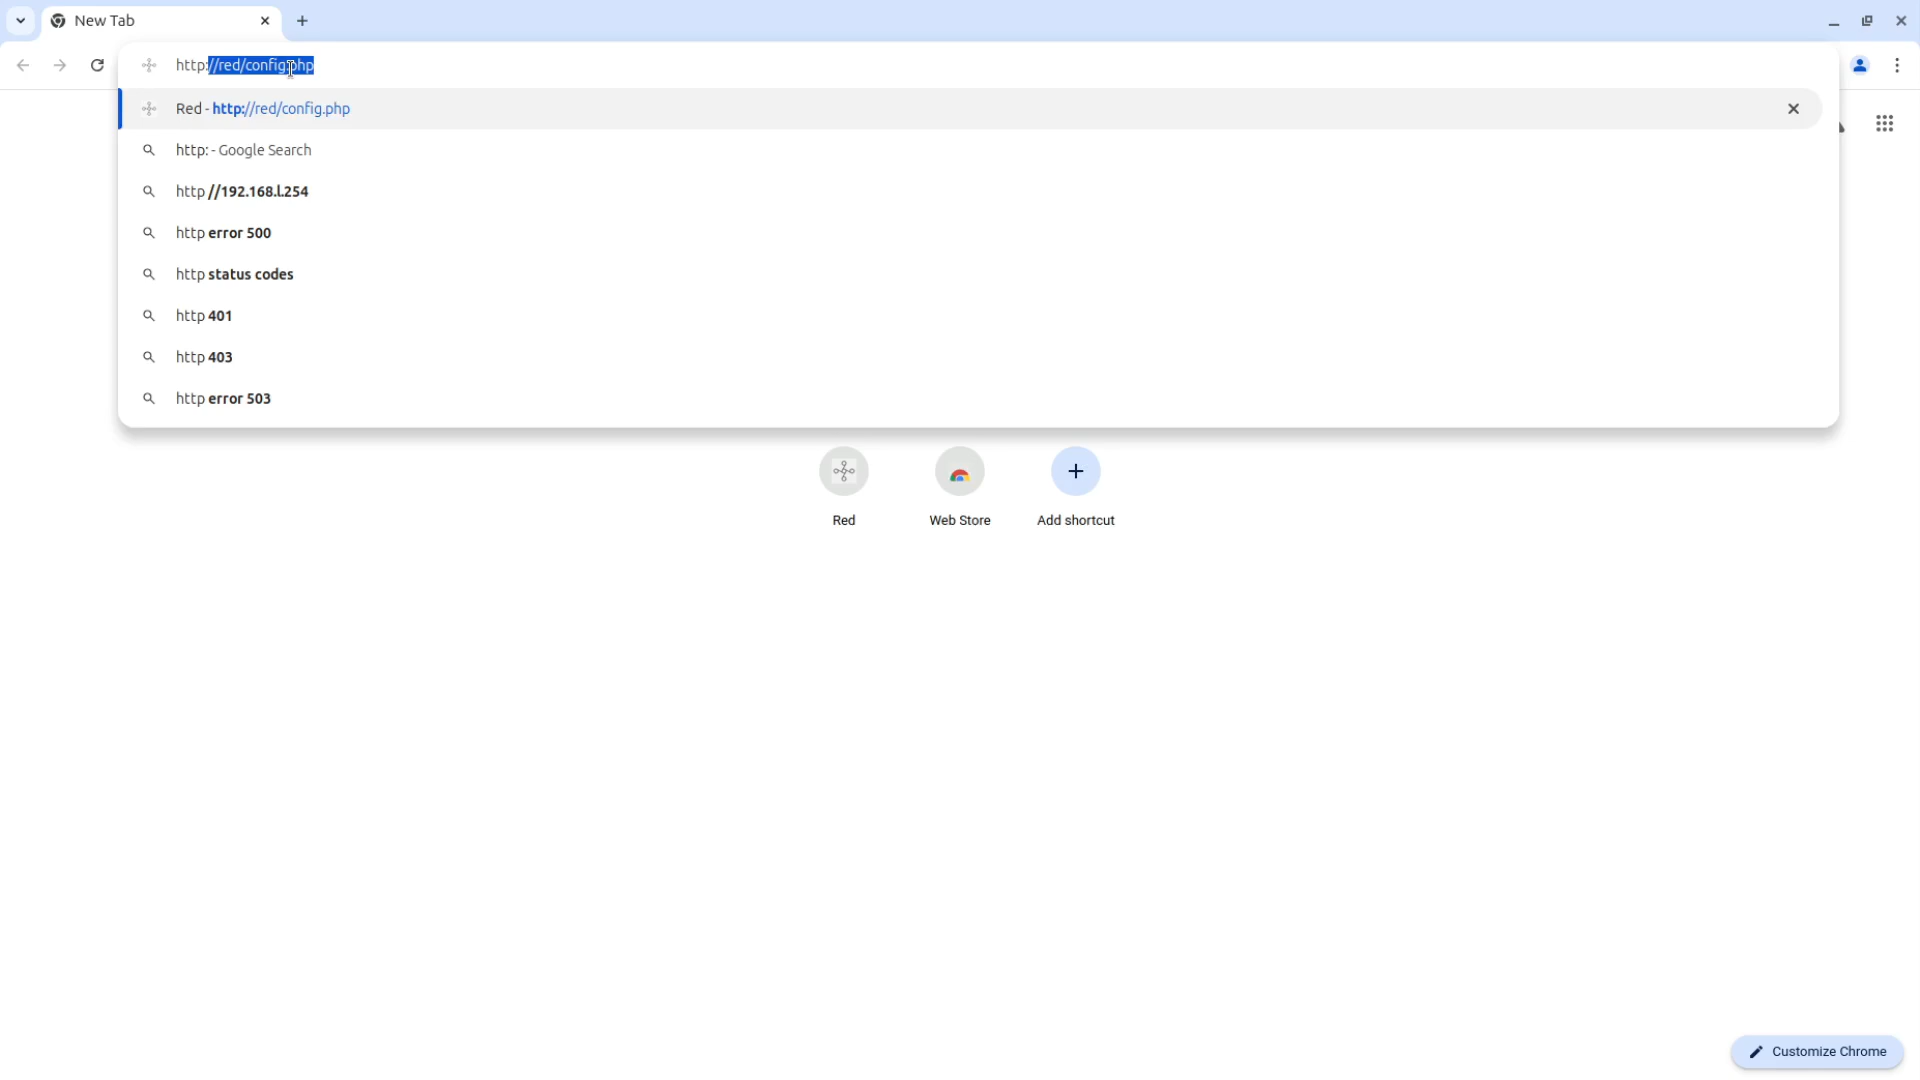 New Tab
http://red/config.php
Red - http://red/config.php
http: - Google Search
http //192.168.l.254
http error 500
http status codes
http 401
http 403
http error 503
Red
Web Store
Add shortcut
Customize Chrome